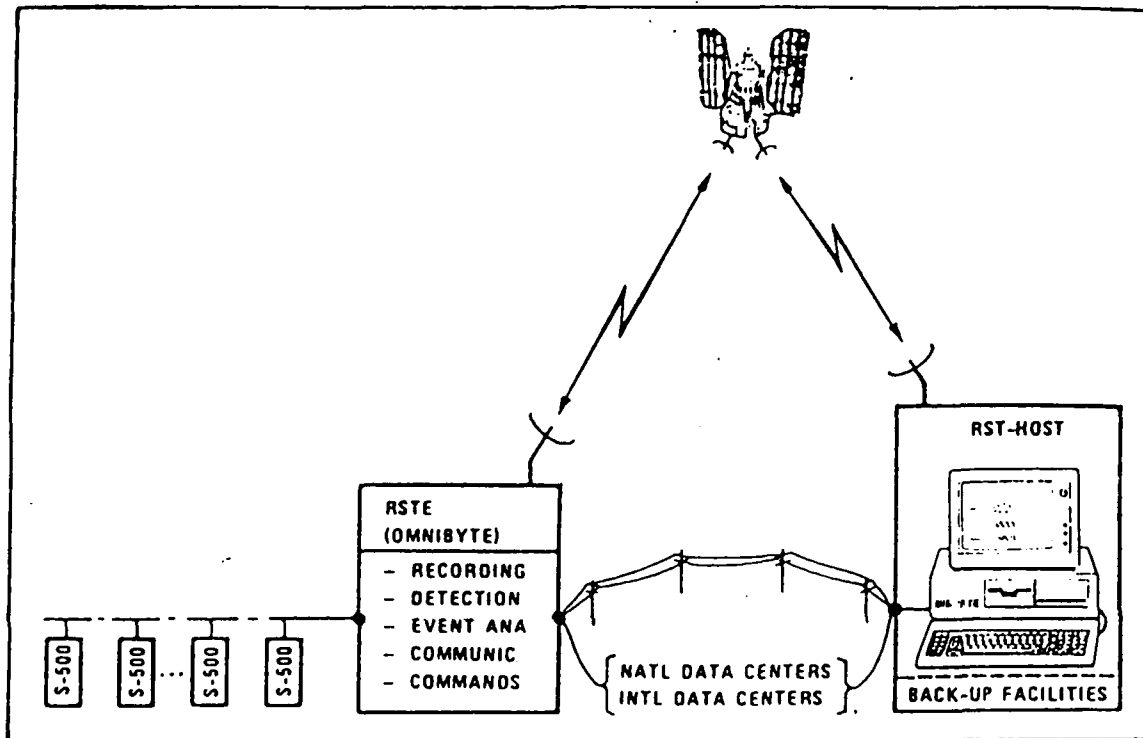 RSTE
(OMNIBYTE)
- RECORDING
- DETECTION
- EVENT ANA
- COMMUNIC
- COMMANDS
S-500
S-500
...
S-500
S-500
NATL DATA CENTERS
INTL DATA CENTERS
RST-HOST
BACK-UP FACILITIES